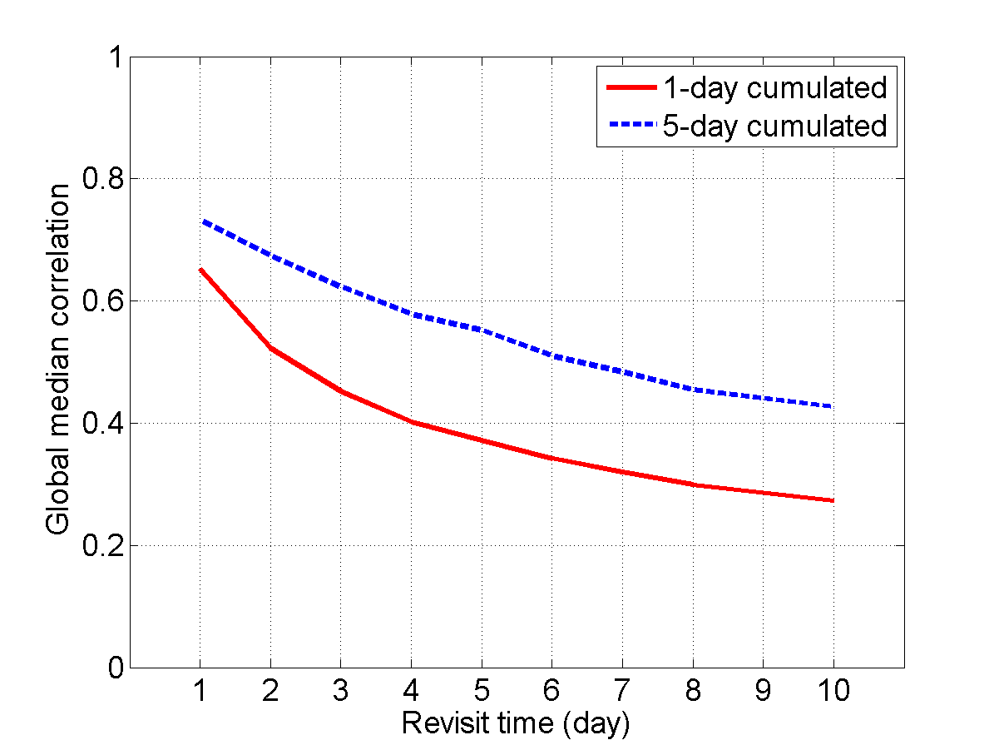 1-day cumulated
5-day cumulated
Global median correlation
1
0.8
0.6
0.4
0.2
0
1 2 3 4 5 6 7 8 9 10
Revisit time (day)